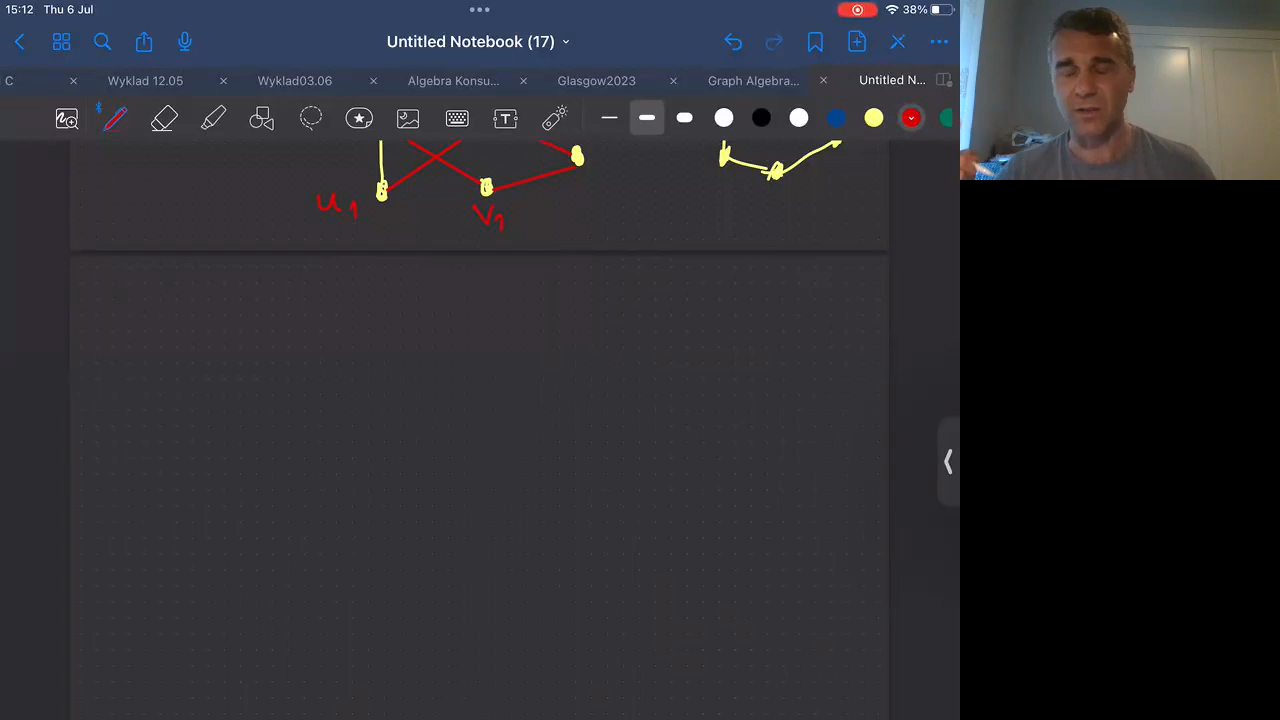 15:12 Thu 6 Jul 38%
Untitled Notebook (17)
C Wyklad 12.05 Wyklad03.06 Algebra Konsu... Glasgow2023 Graph Algebra... Untitled N...
T
u1 v1